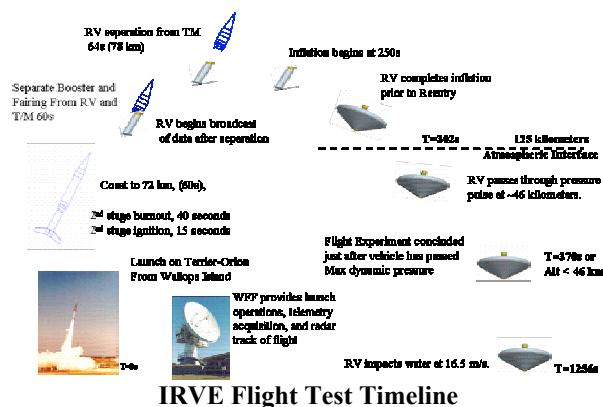 RV separation from TM
64s (78 km)
Inflation begins at 250s
Separate Booster and
Fairing From RV and
T/M 60s
RV completes inflation
prior to Reentry
RV begins broadcast
of data after separation
T=302s 125 kilometers
Atmospheric Interface
Coast to 72 km, (60s),
RV passes through pressure
pulse at ~46 kilometers.
2nd stage burnout, 40 seconds
2nd stage ignition, 15 seconds
Launch on Terrier-Orion
From Wallops Island
Flight Experiment concluded
just after vehicle has passed
Max dynamic pressure
T=370s or
Alt < 46 km
WFF provides launch
operations, telemetry
acquisition, and radar
track of flight
T-0s
RV impacts water at 16.5 m/s.
T=1256s
IRVE Flight Test Timeline